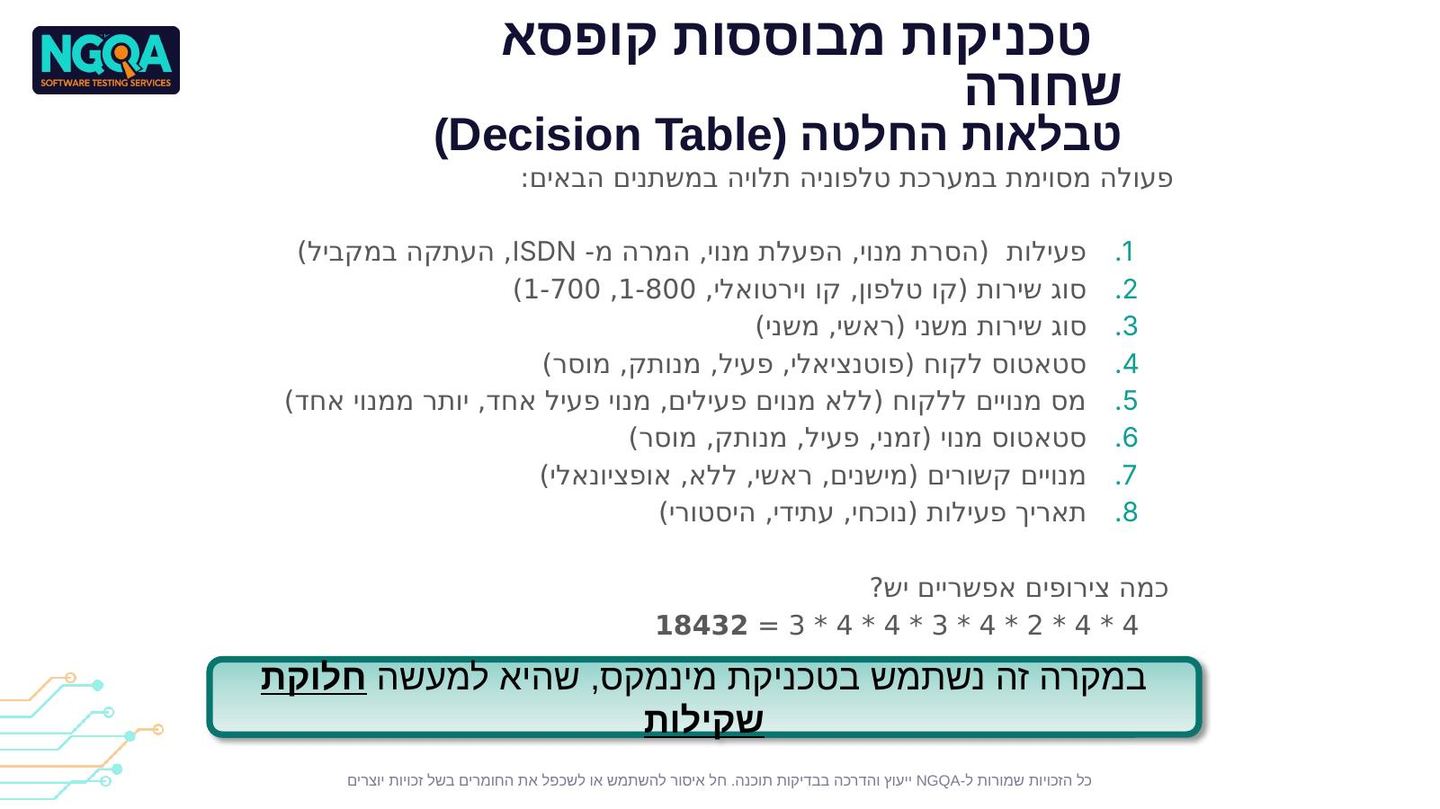 NGQA
SOFTWARE TESTING SERVICES
טכניקות מבוססות קופסא
שחורה
טבלאות החלטה (Decision Table)
פעולה מסוימת במערכת טלפוניה תלויה במשתנים הבאים:
1. פעילות (הסרת מנוי, הפעלת מנוי, המרה מ- ISDN, העתקה במקביל)
2. סוג שירות (קו טלפון, קו וירטואלי, 1-800, 1-700)
3. סוג שירות משני (ראשי, משני)
4. סטאטוס לקוח (פוטנציאלי, פעיל, מנותק, מוסר)
5. מס מנויים ללקוח (ללא מנוים פעילים, מנוי פעיל אחד, יותר ממנוי אחד)
6. סטאטוס מנוי (זמני, פעיל, מנותק, מוסר)
7. מנויים קשורים (מישנים, ראשי, ללא, אופציונאלי)
8. תאריך פעילות (נוכחי, עתידי, היסטורי)
כמה צירופים אפשריים יש?
4 * 4 * 2 * 4 * 3 * 4 * 4 * 3 = 18432
במקרה זה נשתמש בטכניקת מינמקס, שהיא למעשה חלוקת
שקילות
כל הזכויות שמורות ל-NGQA ייעוץ והדרכה בבדיקות תוכנה. חל איסור להשתמש או לשכפל את החומרים בשל זכויות יוצרים